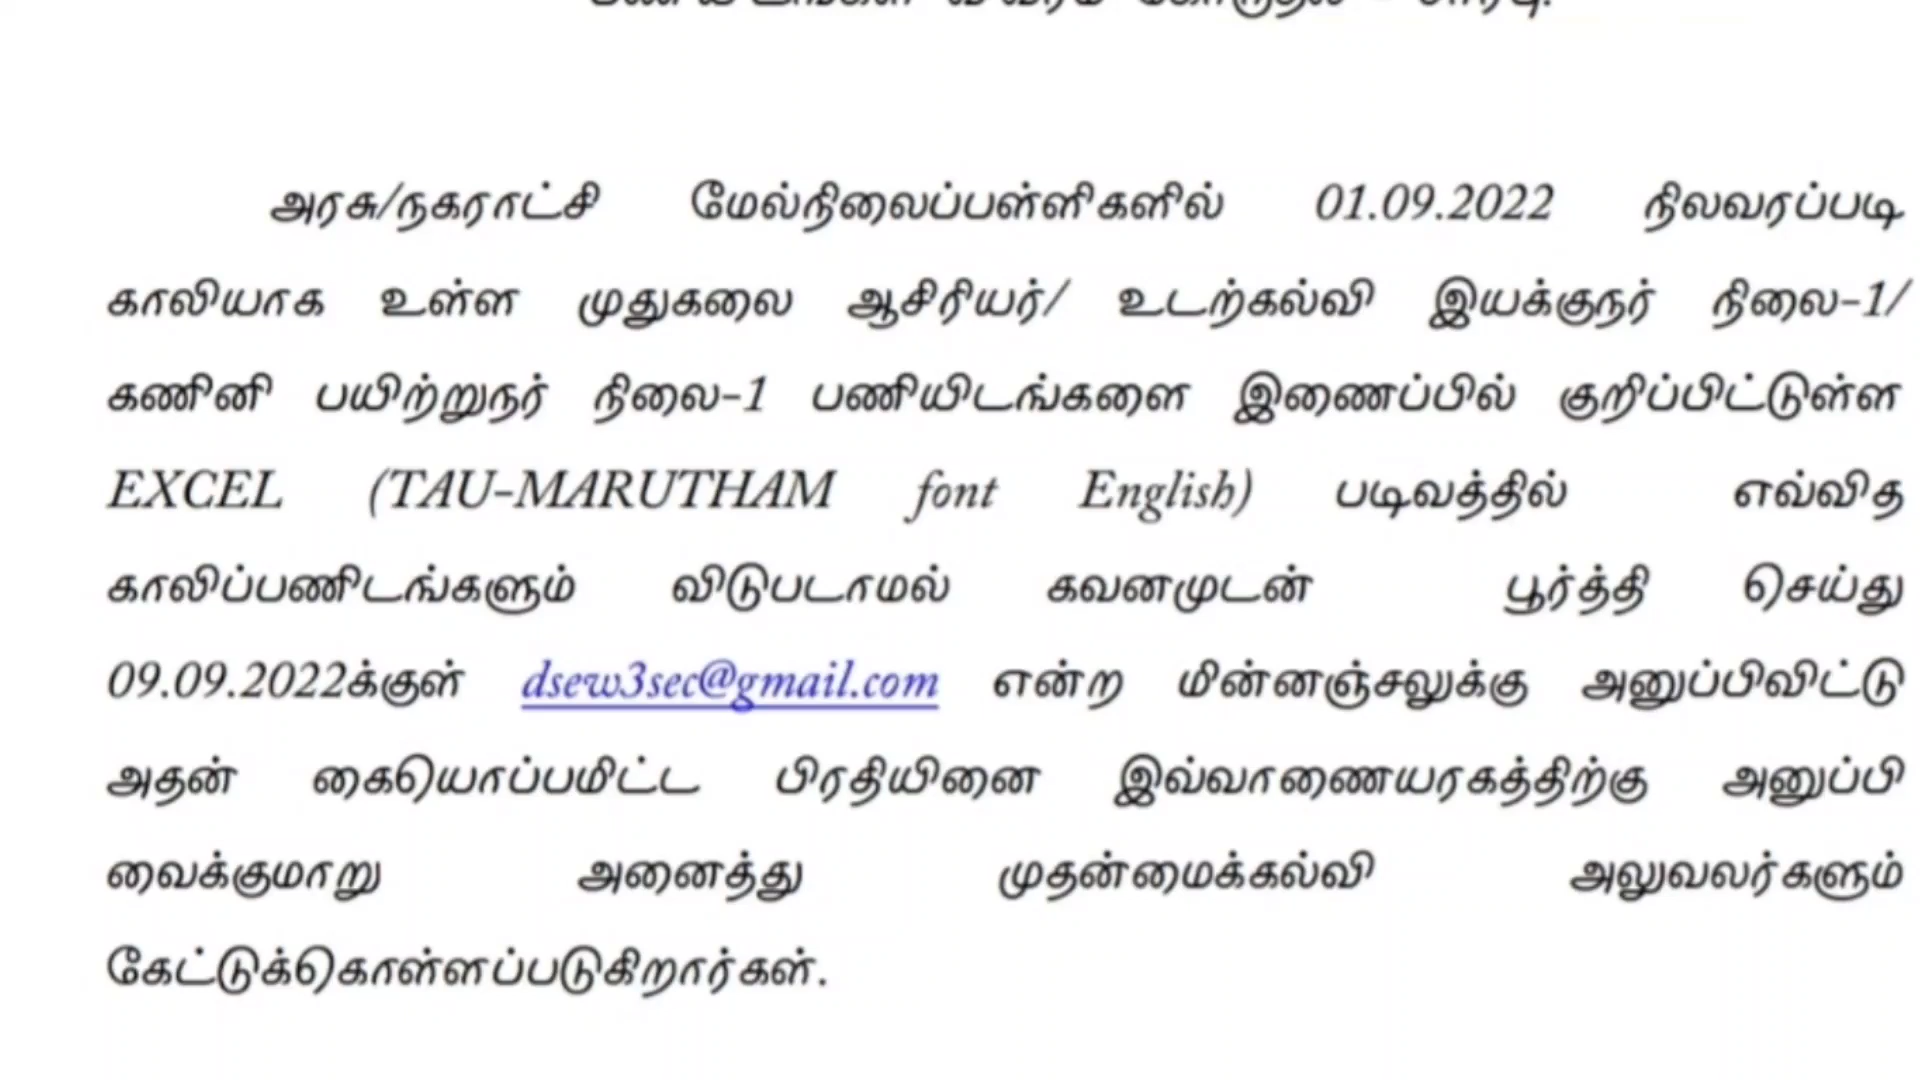 அரசு/நகராட்சி மேல்நிலைப்பள்ளிகளில் 01.09.2022 நிலவரப்படி
காலியாக உள்ள முதுகலை ஆசிரியர்/ உடற்கல்வி இயக்குநர் நிலை-1/
கணினி பயிற்றுநர் நிலை-1 பணியிடங்களை இணைப்பில் குறிப்பிட்டுள்ள
EXCEL (TAU-MARUTHAM font English) படிவத்தில் எவ்வித
காலிப்பணிடங்களும் விடுபடாமல் கவனமுடன் பூர்த்தி செய்து
09.09.2022க்குள் dsew3sec@gmail.com என்ற மின்னஞ்சலுக்கு அனுப்பிவிட்டு
அதன் கையொப்பமிட்ட பிரதியினை இவ்வாணையரகத்திற்கு அனுப்பி
வைக்குமாறு அனைத்து முதன்மைக்கல்வி அலுவலர்களும்
கேட்டுக்கொள்ளப்படுகிறார்கள்.